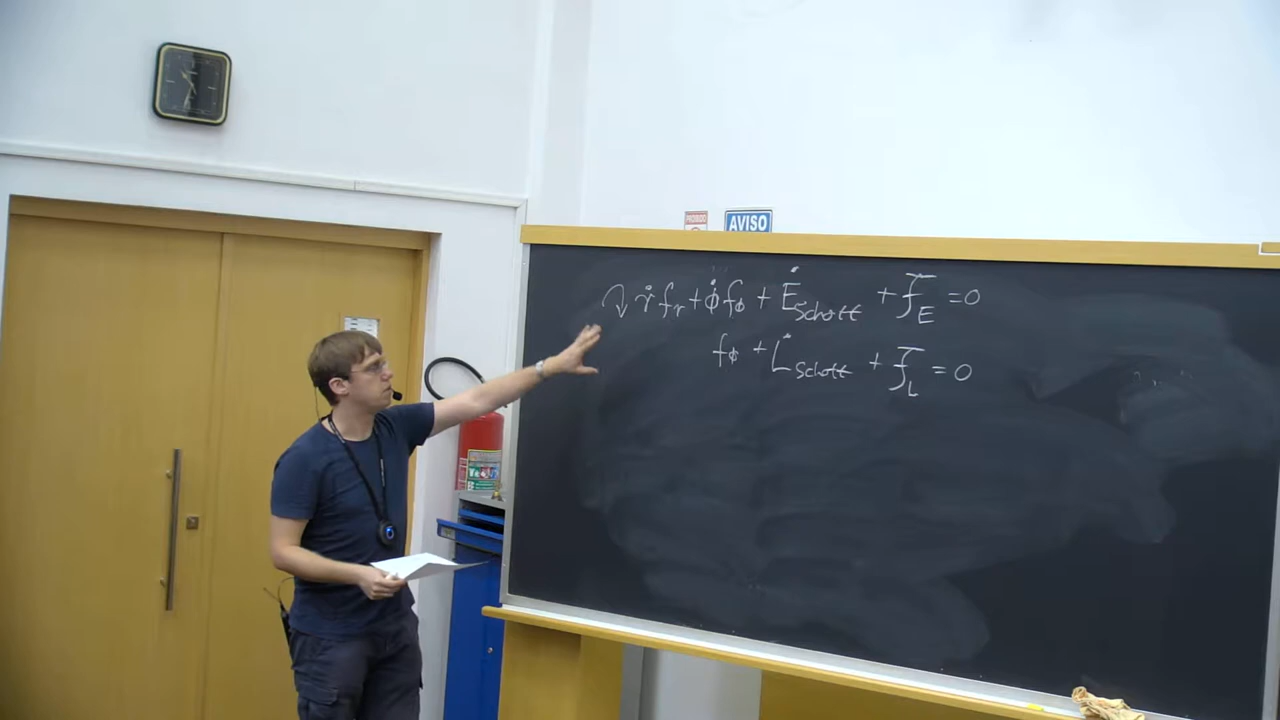 AVISO
ṙ f_r + φ̇ f_φ + Ė_Schott + ℱ_E = 0
f_φ + L̇_Schott + ℱ_L = 0